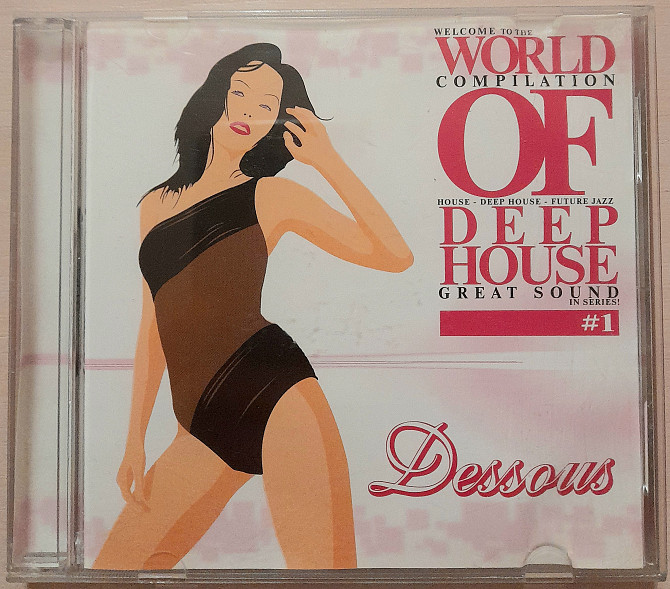 WELCOME TO THE
WORLD
COMPILATION
OF
HOUSE - DEEP HOUSE - FUTURE JAZZ
DEEP
HOUSE
GREAT SOUND
IN SERIES!
#1
Dessous